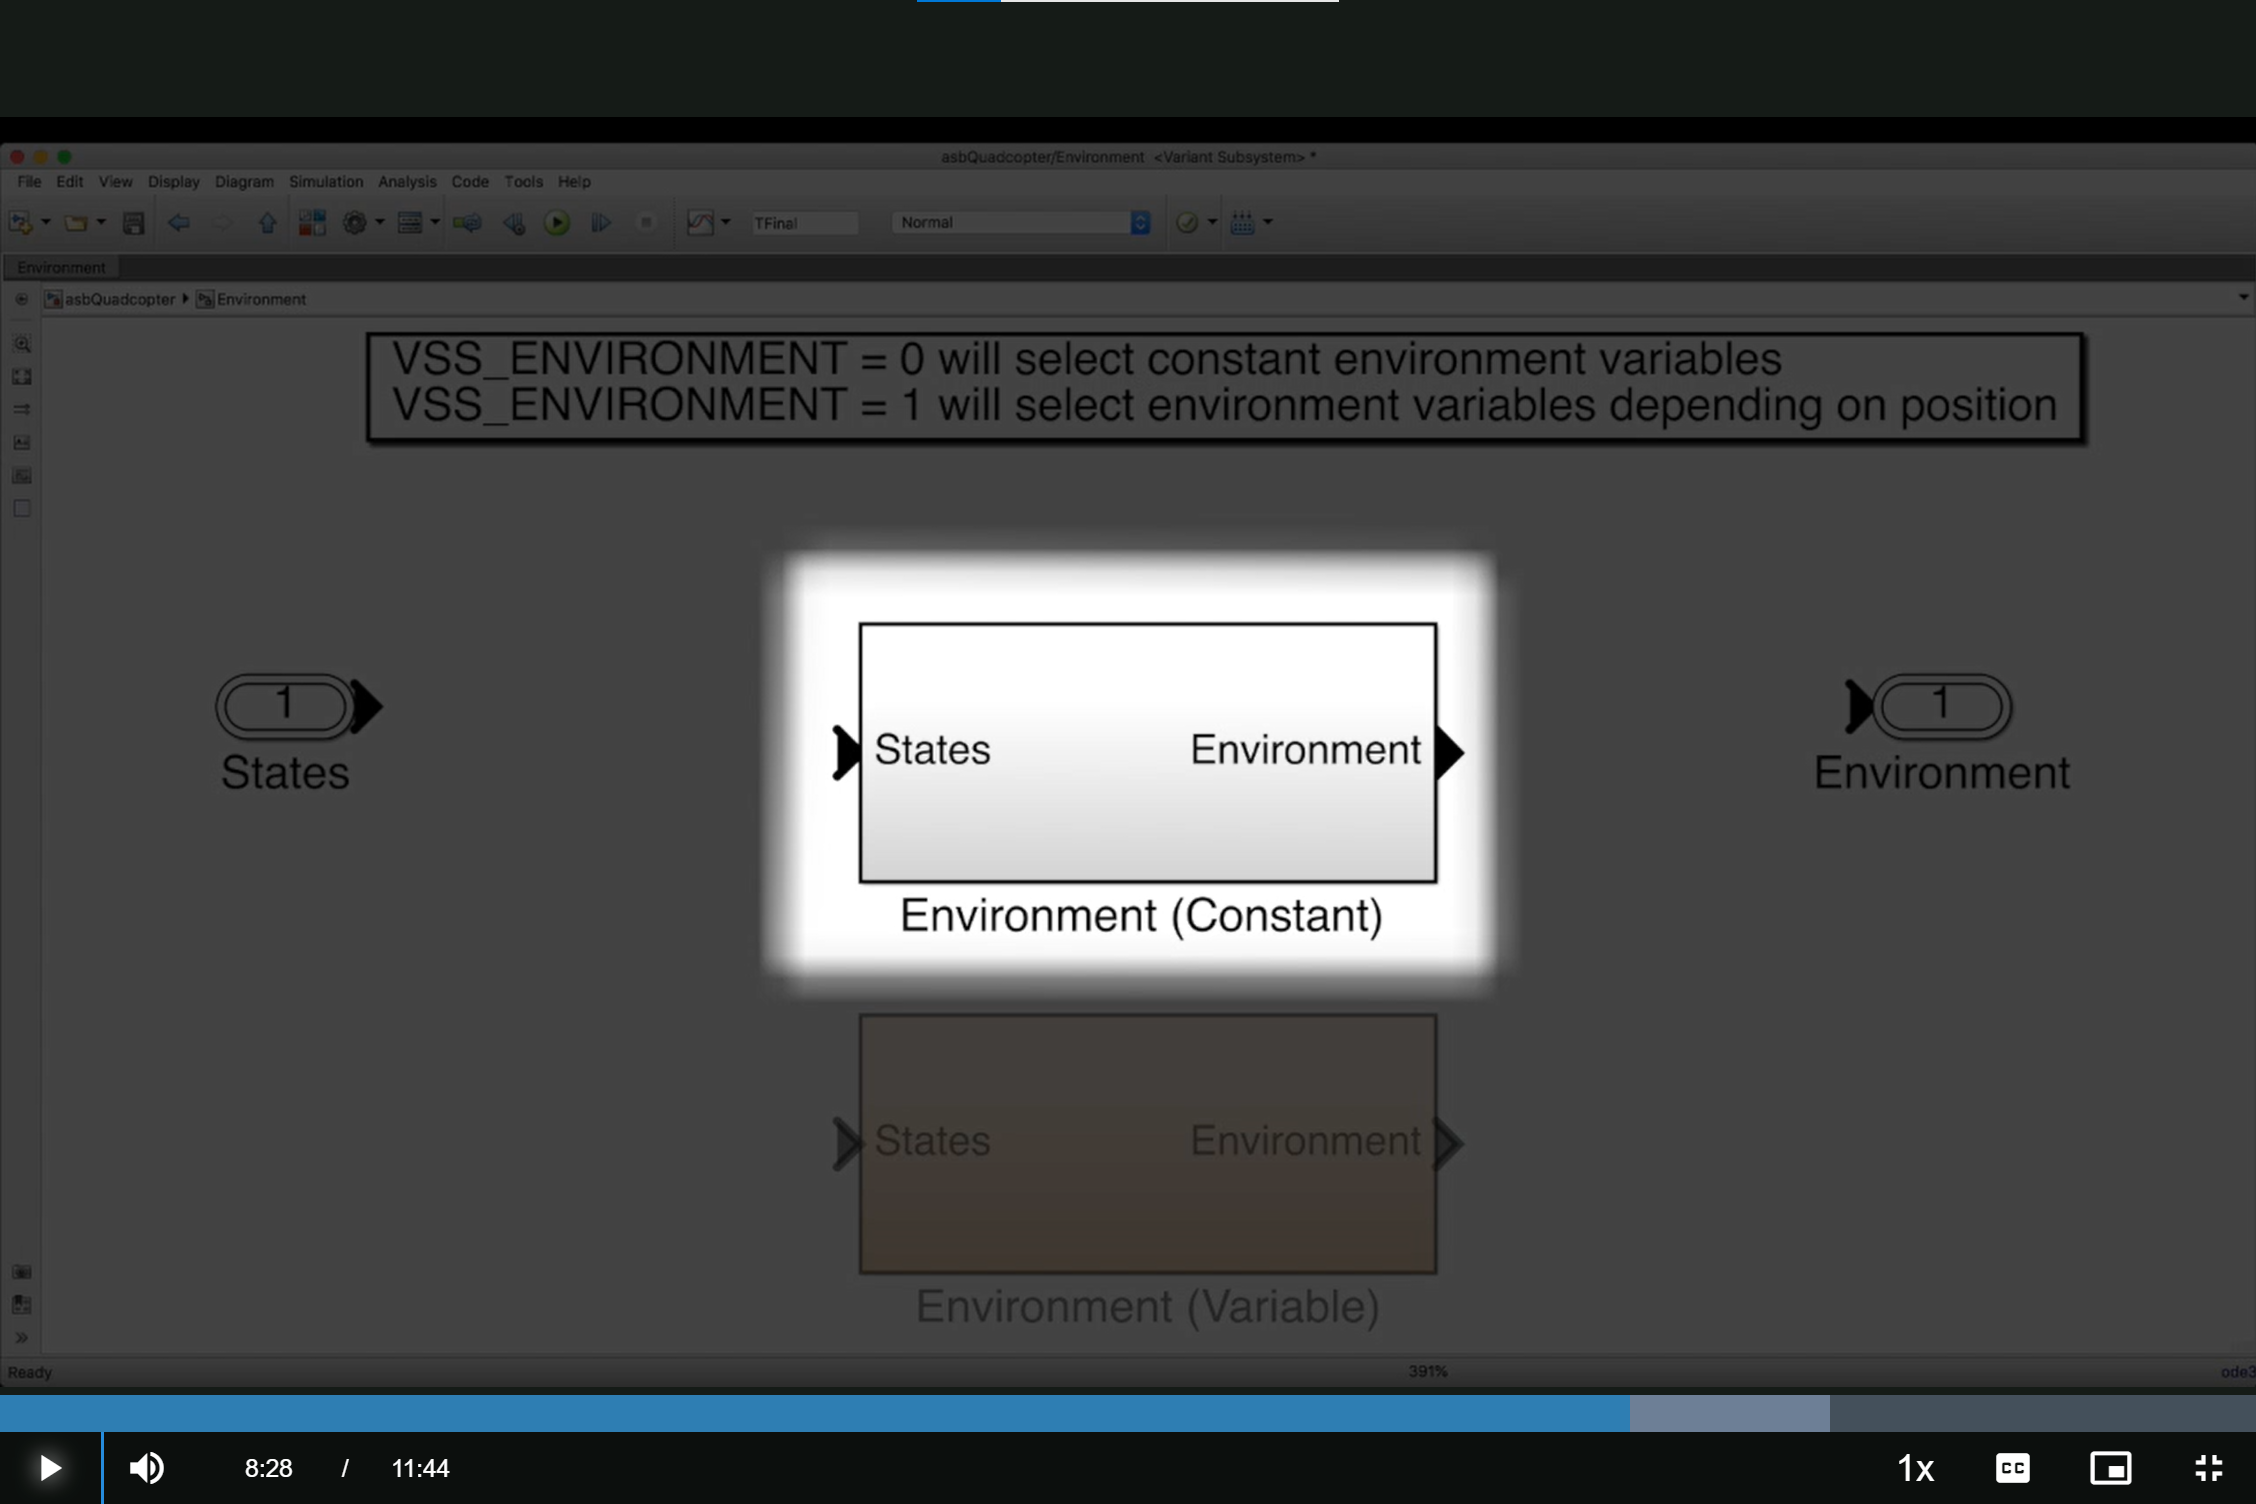 asbQuadcopter/Environment <Variant Subsystem> *
File Edit View Display Diagram Simulation Analysis Code Tools Help
TFinal Normal
Environment
asbQuadcopter Environment
VSS_ENVIRONMENT = 0 will select constant environment variables
VSS_ENVIRONMENT = 1 will select environment variables depending on position
1
States
States Environment
Environment (Constant)
1
Environment
States Environment
Environment (Variable)
Ready 391% ode3
8:28 / 11:44 1x CC